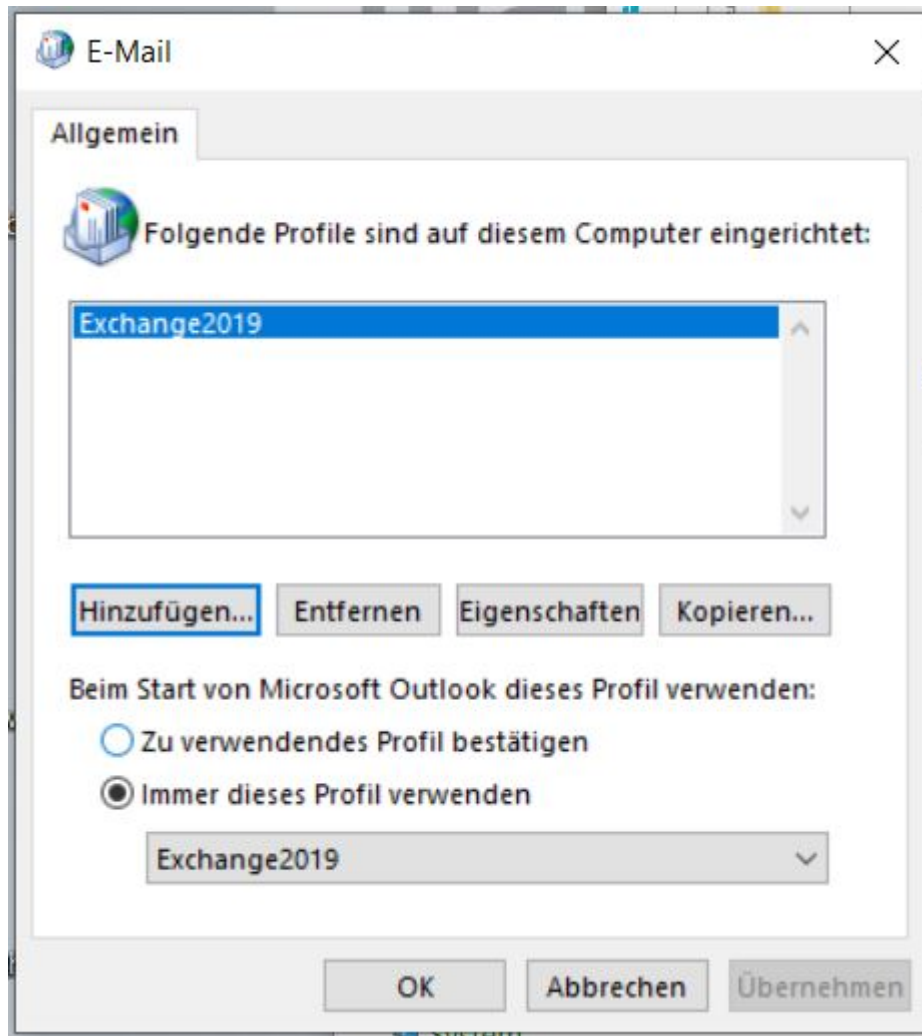 E-Mail
Allgemein
Folgende Profile sind auf diesem Computer eingerichtet:
Exchange2019
Hinzufügen...
Entfernen
Eigenschaften
Kopieren...
Beim Start von Microsoft Outlook dieses Profil verwenden:
Zu verwendendes Profil bestätigen
Immer dieses Profil verwenden
Exchange2019
OK
Abbrechen
Übernehmen